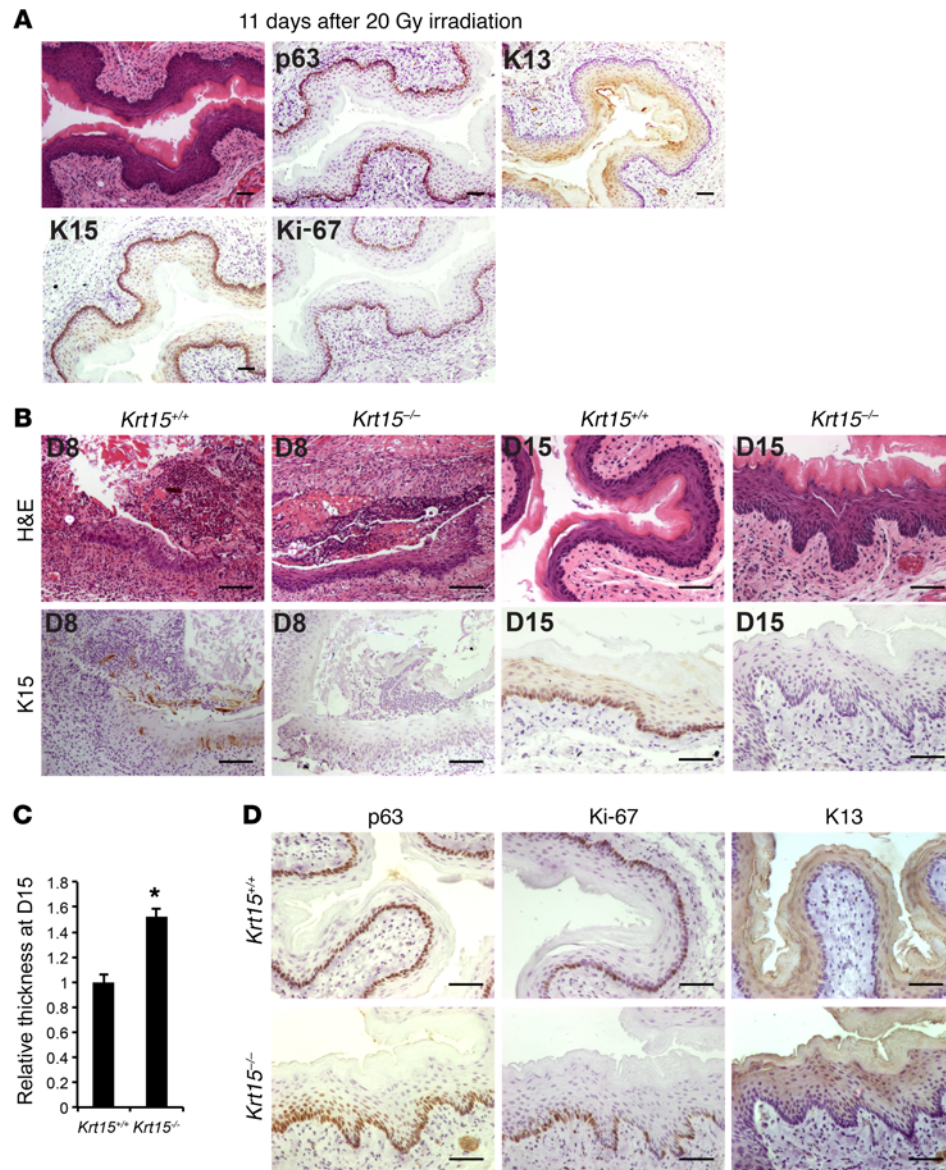 A
11 days after 20 Gy irradiation
p63
K13
K15
Ki-67
B
Krt15+/+ Krt15–/– Krt15+/+ Krt15–/–
H&E
D8 D8 D15 D15
K15
D8 D8 D15 D15
C
Relative thickness at D15
1.8
1.6
1.4
1.2
1
0.8
0.6
0.4
0.2
0
*
Krt15+/+ Krt15-/-
D
p63 Ki-67 K13
Krt15+/+
Krt15–/–